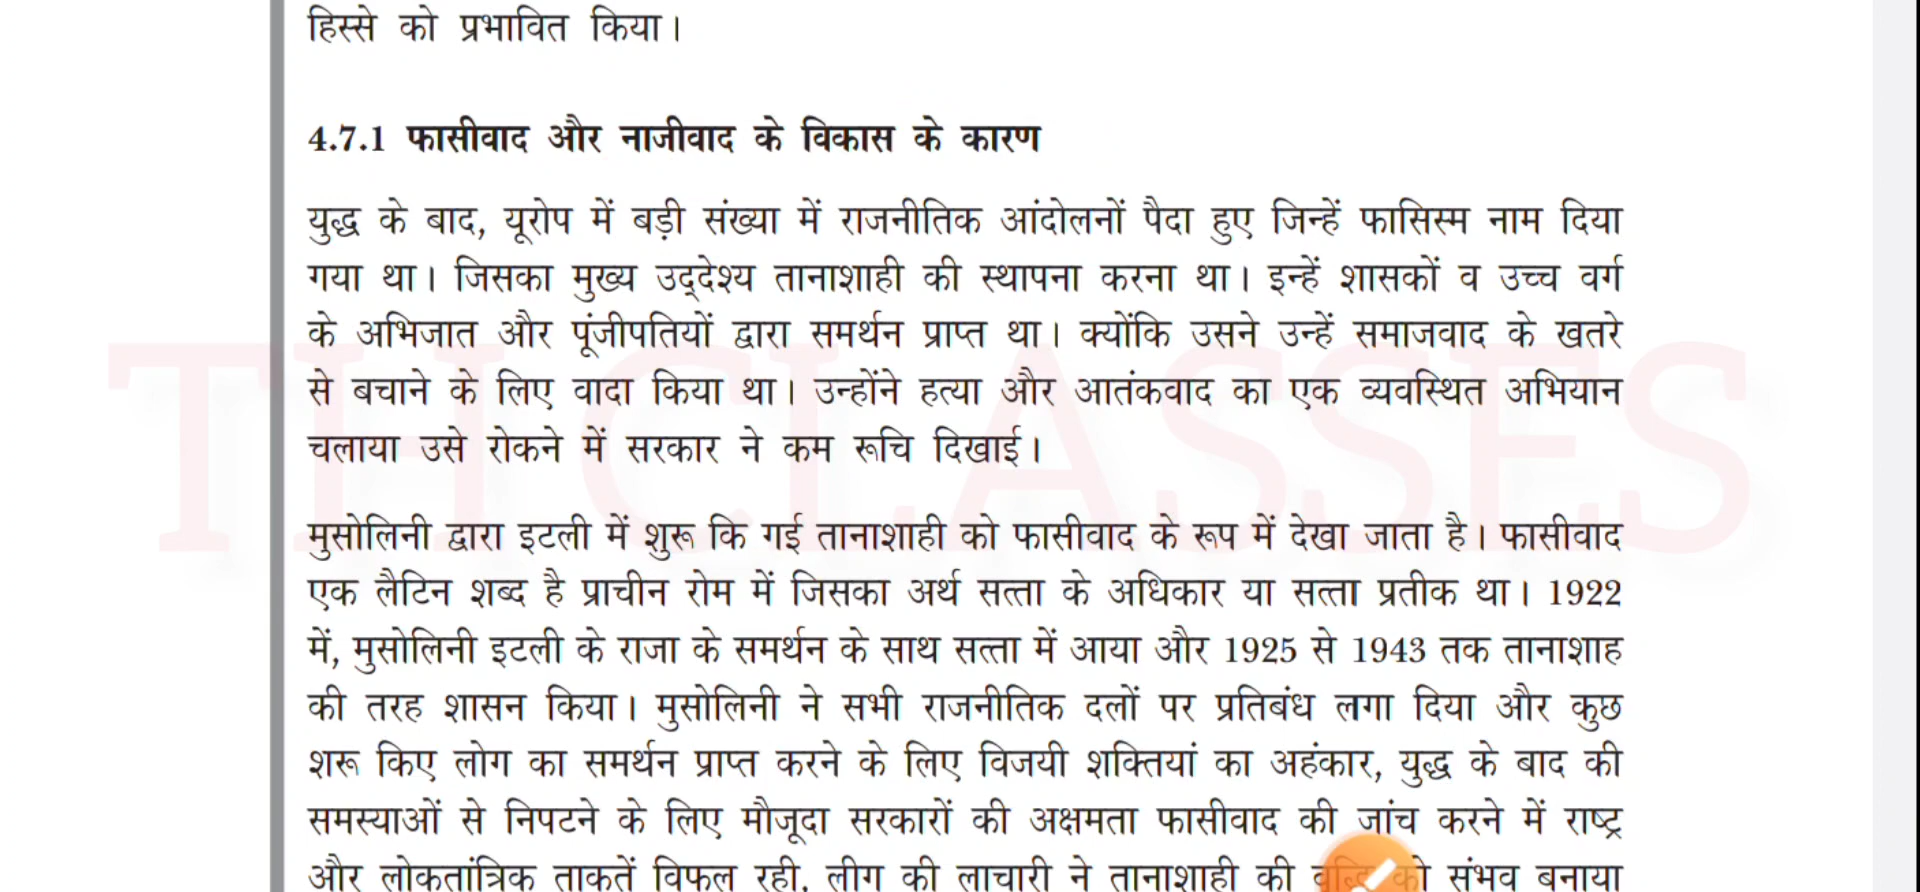 हिस्से को प्रभावित किया।
4.7.1 फासीवाद और नाजीवाद के विकास के कारण
युद्ध के बाद, यूरोप में बड़ी संख्या में राजनीतिक आंदोलनों पैदा हुए जिन्हें फासिस्म नाम दिया
गया था। जिसका मुख्य उद्देश्य तानाशाही की स्थापना करना था। इन्हें शासकों व उच्च वर्ग
के अभिजात और पूंजीपतियों द्वारा समर्थन प्राप्त था। क्योंकि उसने उन्हें समाजवाद के खतरे
से बचाने के लिए वादा किया था। उन्होंने हत्या और आतंकवाद का एक व्यवस्थित अभियान
चलाया उसे रोकने में सरकार ने कम रूचि दिखाई।
TH CLASSES
मुसोलिनी द्वारा इटली में शुरू कि गई तानाशाही को फासीवाद के रूप में देखा जाता है। फासीवाद
एक लैटिन शब्द है प्राचीन रोम में जिसका अर्थ सत्ता के अधिकार या सत्ता प्रतीक था। 1922
में, मुसोलिनी इटली के राजा के समर्थन के साथ सत्ता में आया और 1925 से 1943 तक तानाशाह
की तरह शासन किया। मुसोलिनी ने सभी राजनीतिक दलों पर प्रतिबंध लगा दिया और कुछ
शरू किए लोग का समर्थन प्राप्त करने के लिए विजयी शक्तियां का अहंकार, युद्ध के बाद की
समस्याओं से निपटने के लिए मौजूदा सरकारों की अक्षमता फासीवाद की जांच करने में राष्ट्र
और लोकतांत्रिक ताकतें विफल रही, लीग की लाचारी ने तानाशाही की को संभव बनाया